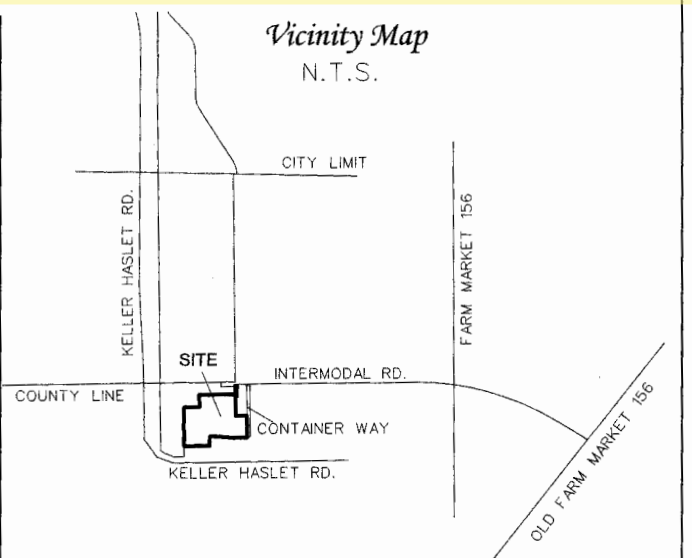 Vicinity Map
N.T.S.
CITY LIMIT
KELLER HASLET RD.
FARM MARKET 156
SITE
INTERMODAL RD.
COUNTY LINE
CONTAINER WAY
KELLER HASLET RD.
OLD FARM MARKET 156